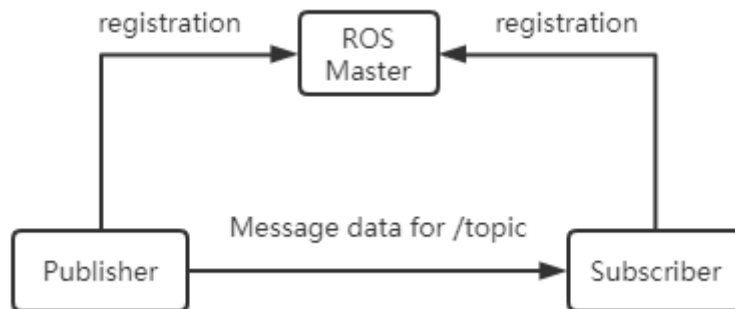 registration
ROS
Master
registration
Message data for /topic
Publisher
Subscriber